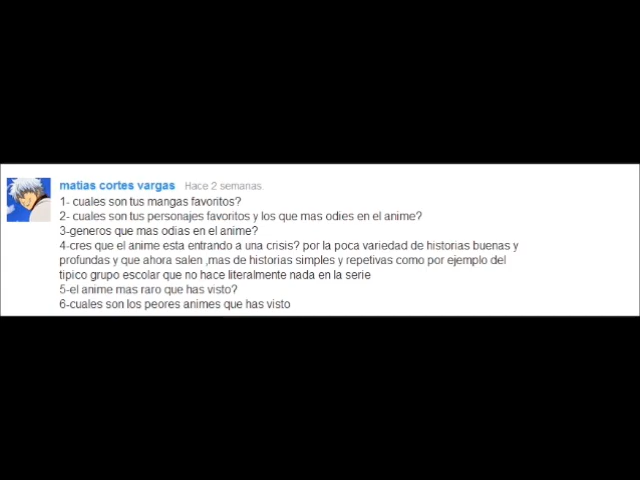 matias cortes vargas Hace 2 semanas
1- cuales son tus mangas favoritos?
2- cuales son tus personajes favoritos y los que mas odies en el anime?
3-generos que mas odias en el anime?
4-cres que el anime esta entrando a una crisis? por la poca variedad de historias buenas y
profundas y que ahora salen ,mas de historias simples y repetivas como por ejemplo del
tipico grupo escolar que no hace literalmente nada en la serie
5-el anime mas raro que has visto?
6-cuales son los peores animes que has visto